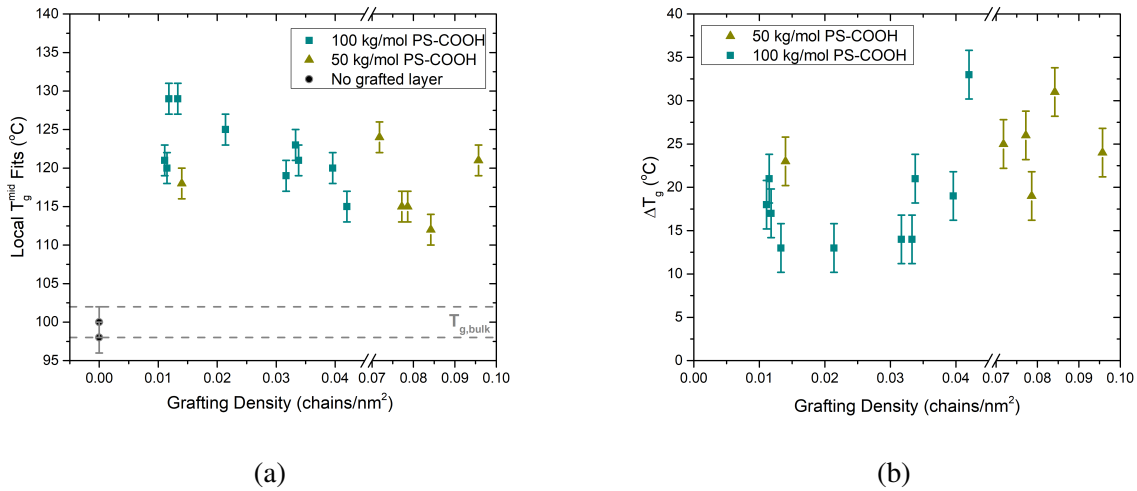 140
135
130
125
120
115
110
105
100
95
Local T_g^mid Fits (°C)
100 kg/mol PS-COOH
50 kg/mol PS-COOH
No grafted layer
T_g,bulk
0.00 0.01 0.02 0.03 0.04 0.07 0.08 0.09 0.10
Grafting Density (chains/nm²)
(a)
40
35
30
25
20
15
10
5
0
ΔT_g (°C)
50 kg/mol PS-COOH
100 kg/mol PS-COOH
0.00 0.01 0.02 0.03 0.04 0.07 0.08 0.09 0.10
Grafting Density (chains/nm²)
(b)